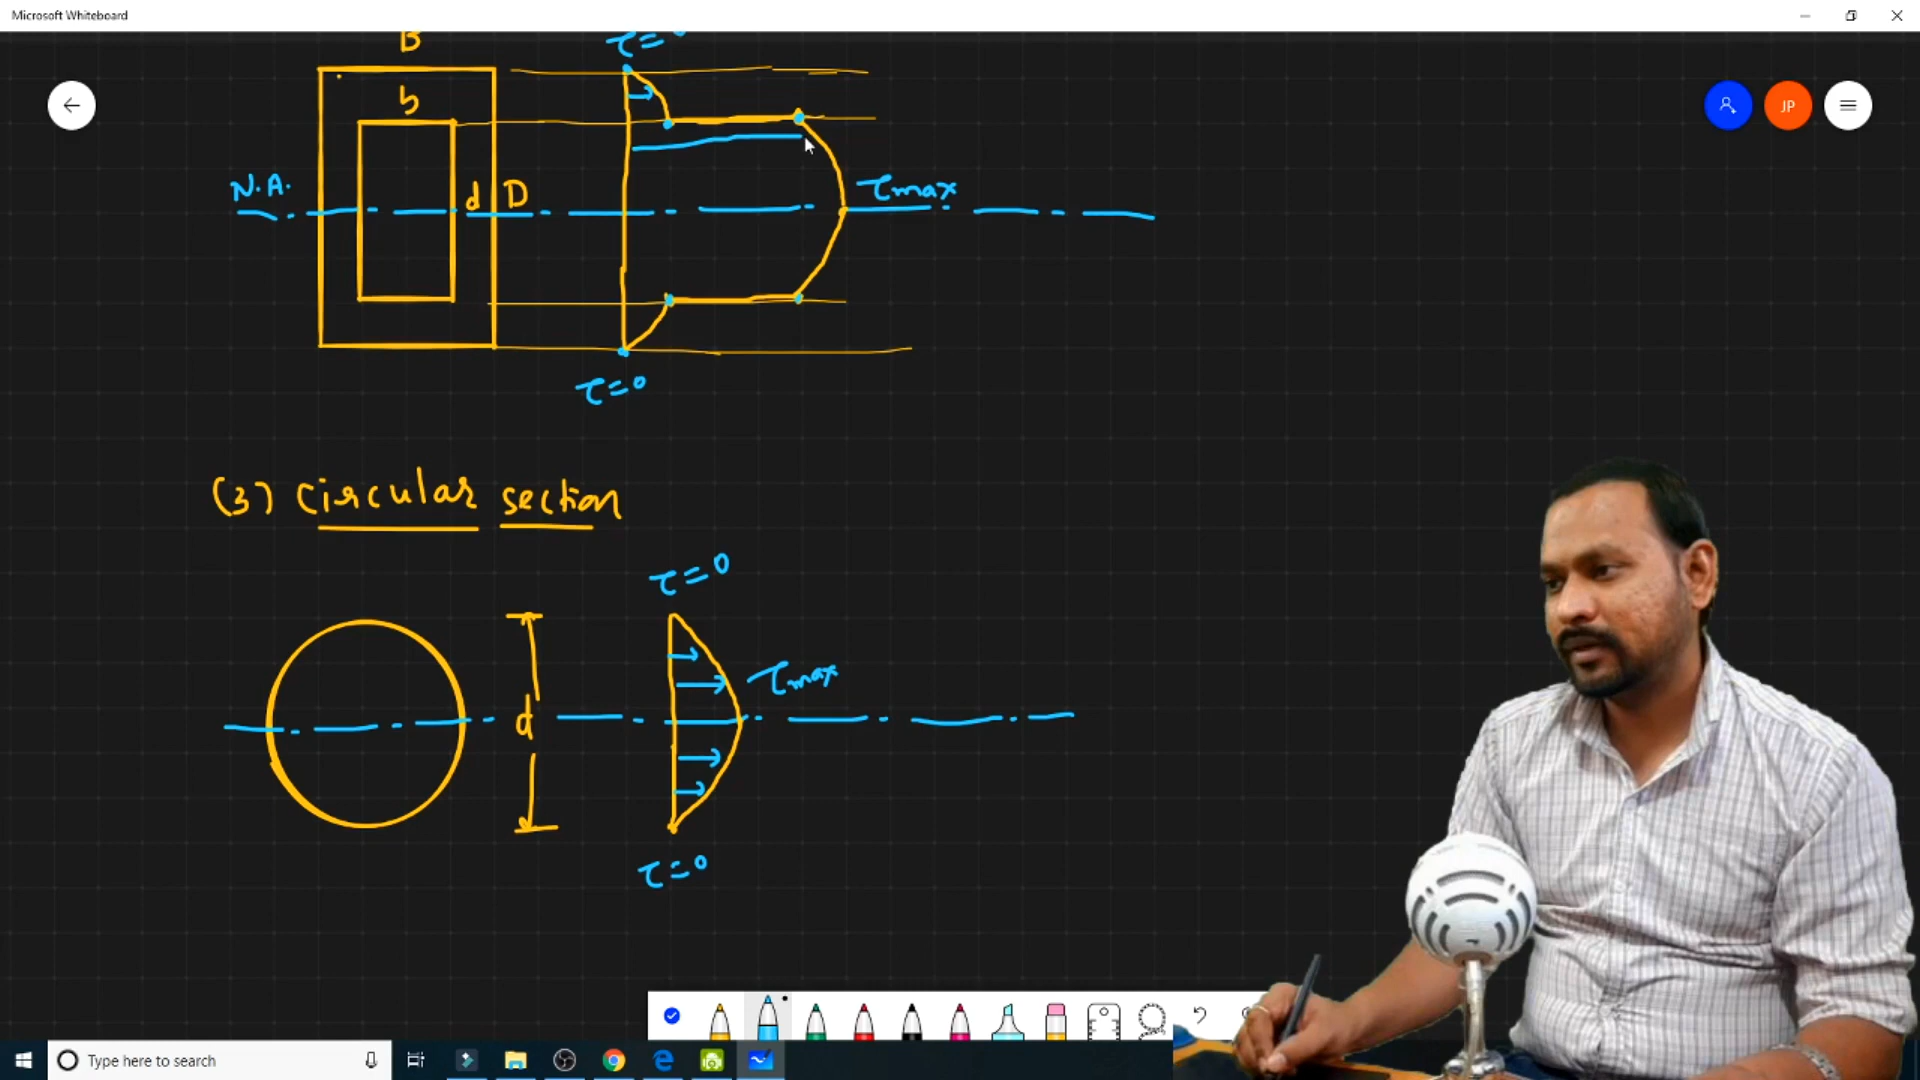 Microsoft Whiteboard
B
τ=0
b
JP
N.A.
d
D
τmax
τ=0
(3) Circular section
τ=0
τmax
d
τ=0
Type here to search